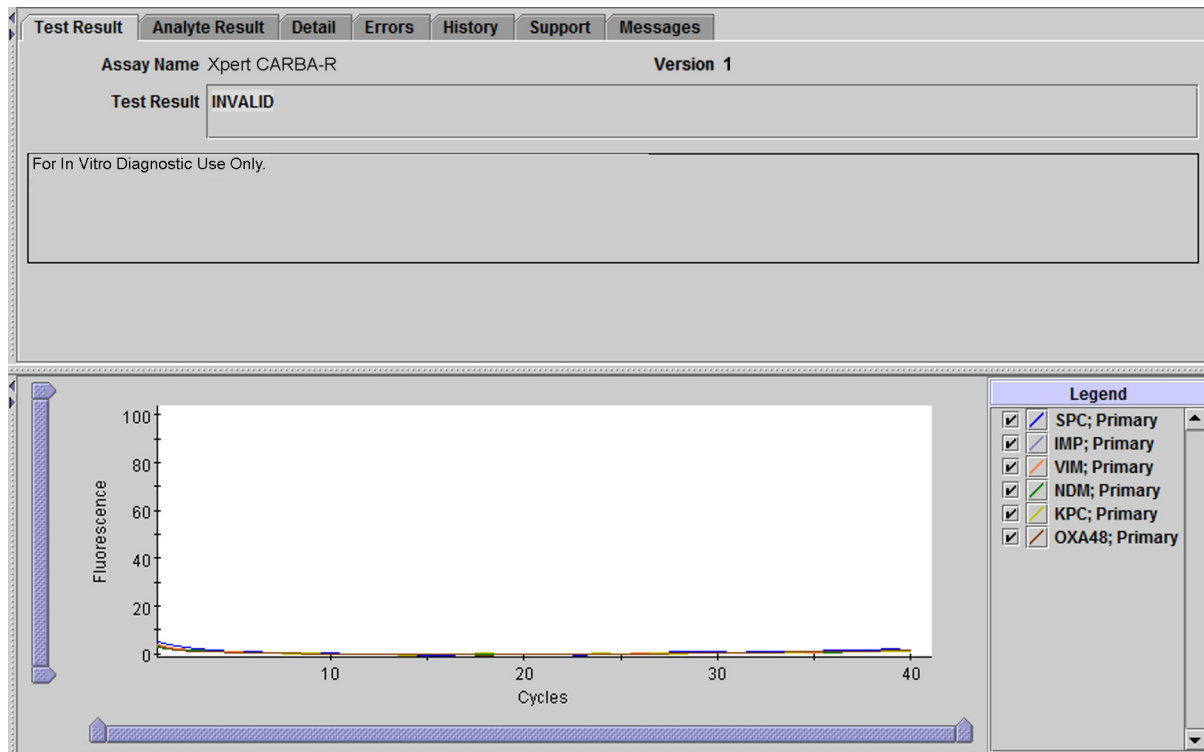 Test Result Analyte Result Detail Errors History Support Messages
Assay Name Xpert CARBA-R Version 1
Test Result INVALID
For In Vitro Diagnostic Use Only.
Legend
SPC; Primary
IMP; Primary
VIM; Primary
NDM; Primary
KPC; Primary
OXA48; Primary
Fluorescence
100
80
60
40
20
0
10 20 30 40
Cycles